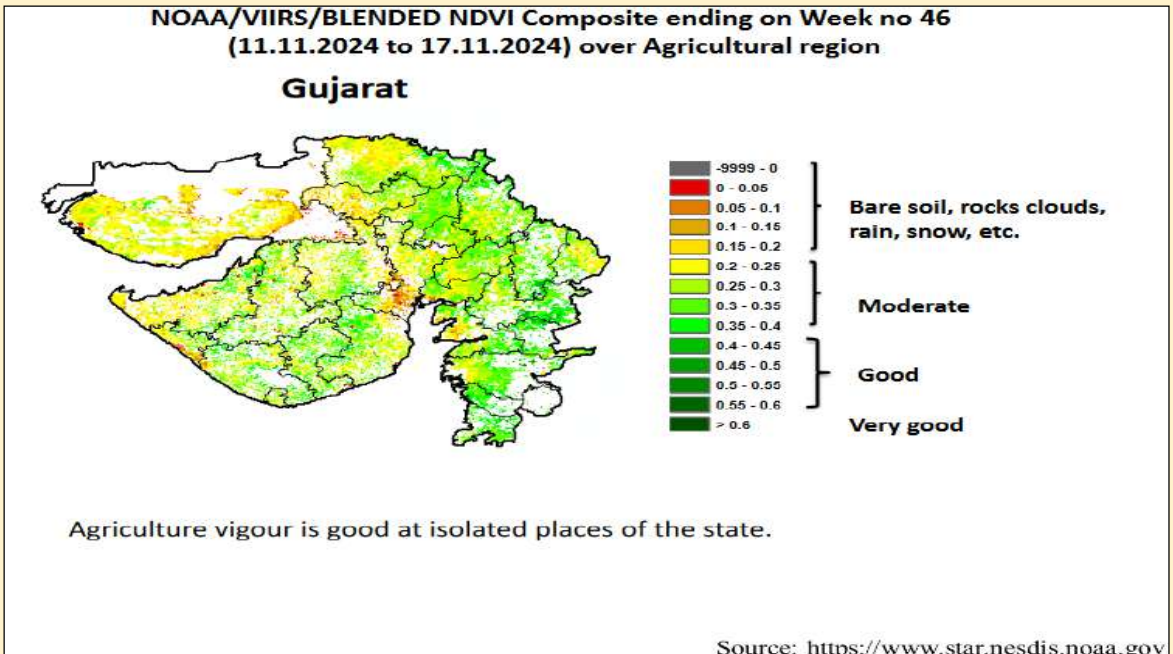 NOAA/VIIRS/BLENDED NDVI Composite ending on Week no 46
(11.11.2024 to 17.11.2024) over Agricultural region
Gujarat
-9999 - 0
0 - 0.05
0.05 - 0.1
0.1 - 0.15
0.15 - 0.2
0.2 - 0.25
0.25 - 0.3
0.3 - 0.35
0.35 - 0.4
0.4 - 0.45
0.45 - 0.5
0.5 - 0.55
0.55 - 0.6
> 0.6
Bare soil, rocks clouds,
rain, snow, etc.
Moderate
Good
Very good
Agriculture vigour is good at isolated places of the state.
Source: https://www.star.nesdis.noaa.gov